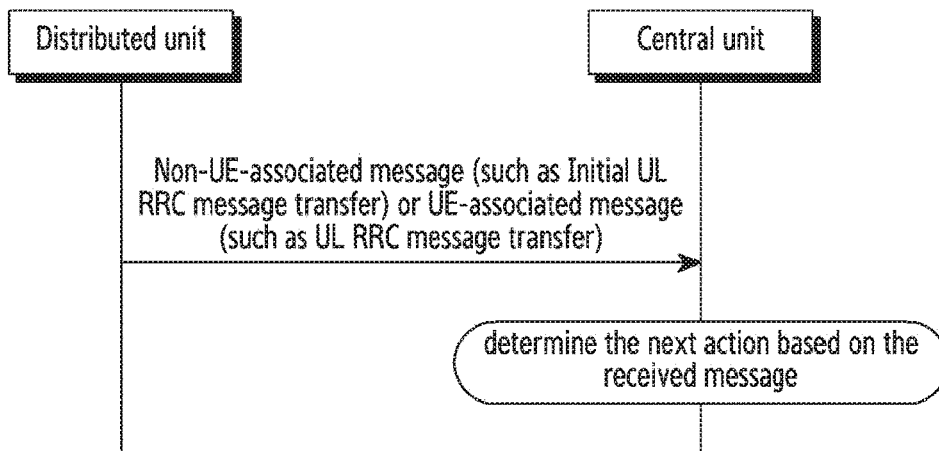 Distributed unit
Central unit
Non-UE-associated message (such as Initial UL
RRC message transfer) or UE-associated message
(such as UL RRC message transfer)
determine the next action based on the
received message